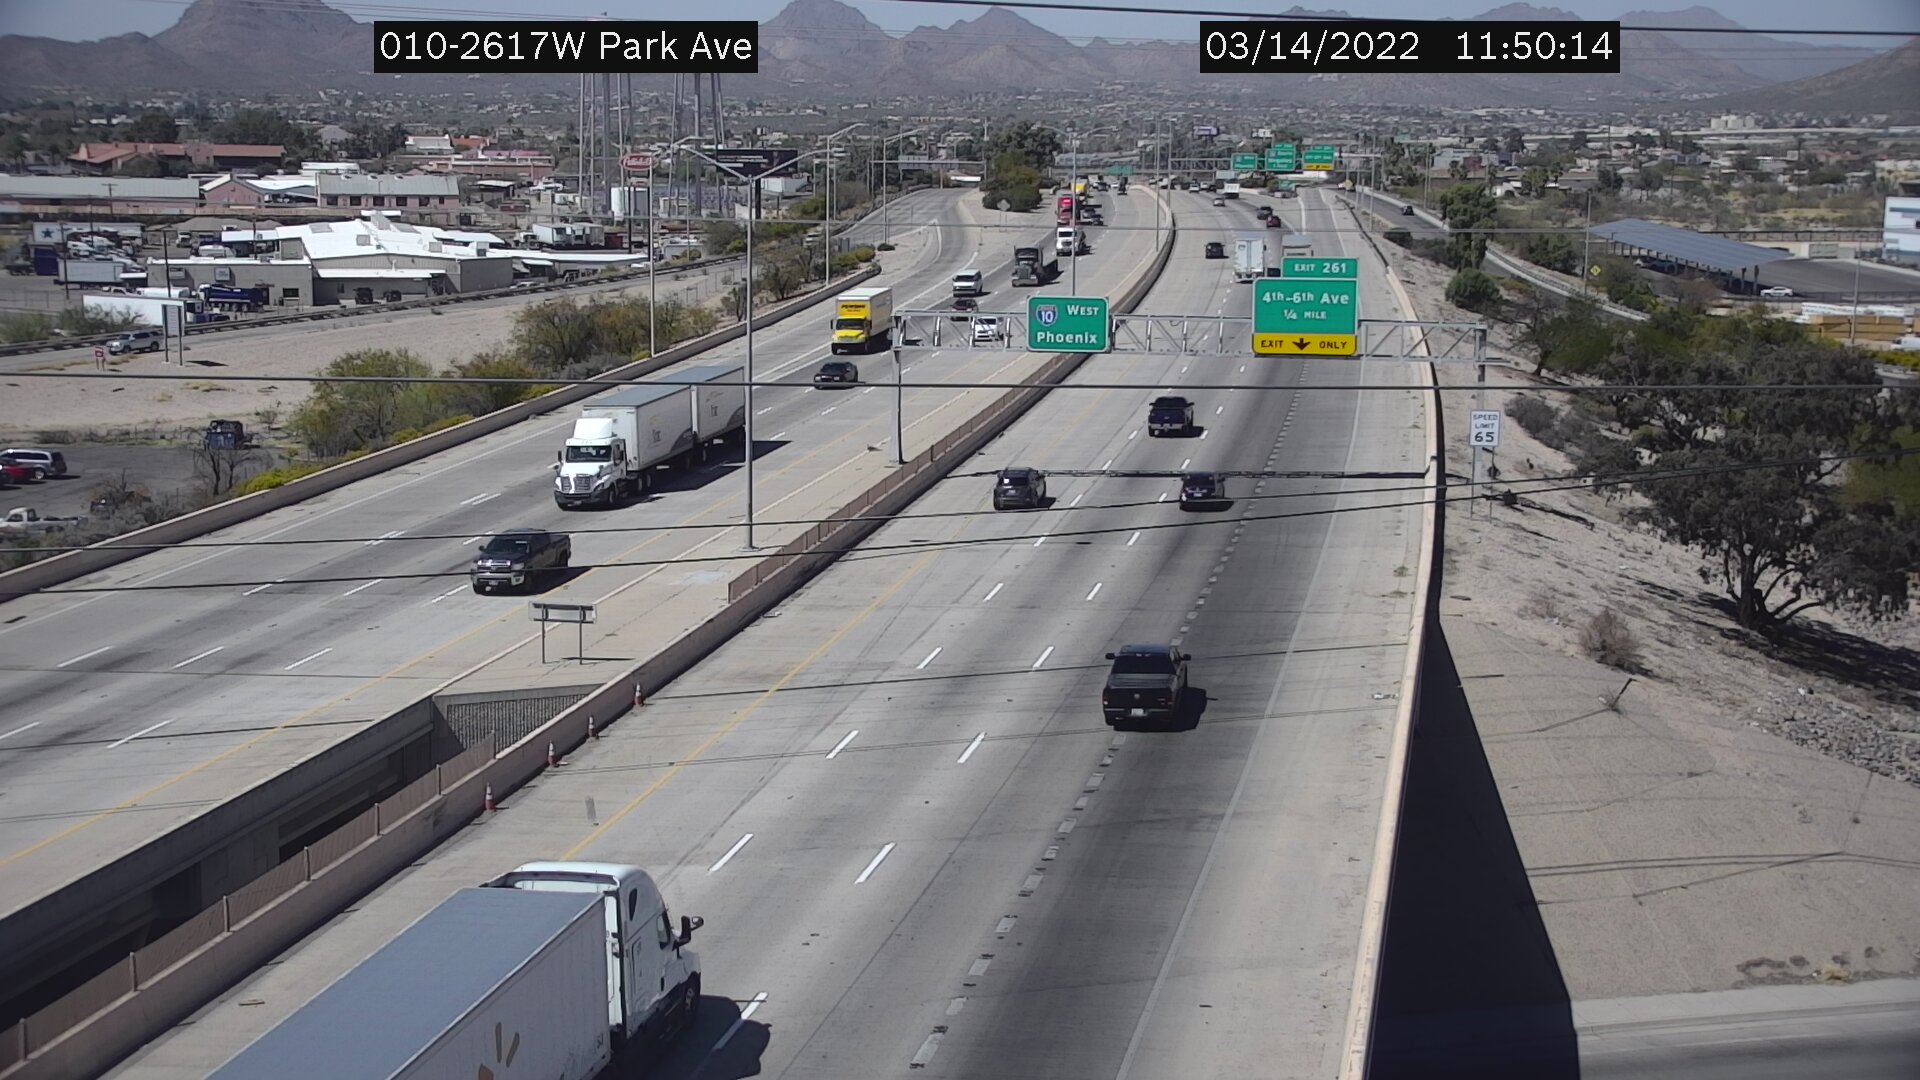 010-2617W Park Ave
03/14/2022 11:50:14
EXIT 261
10
WEST
Phoenix
4th-6th Ave
1/4 MILE
EXIT ONLY
SPEED
LIMIT
65